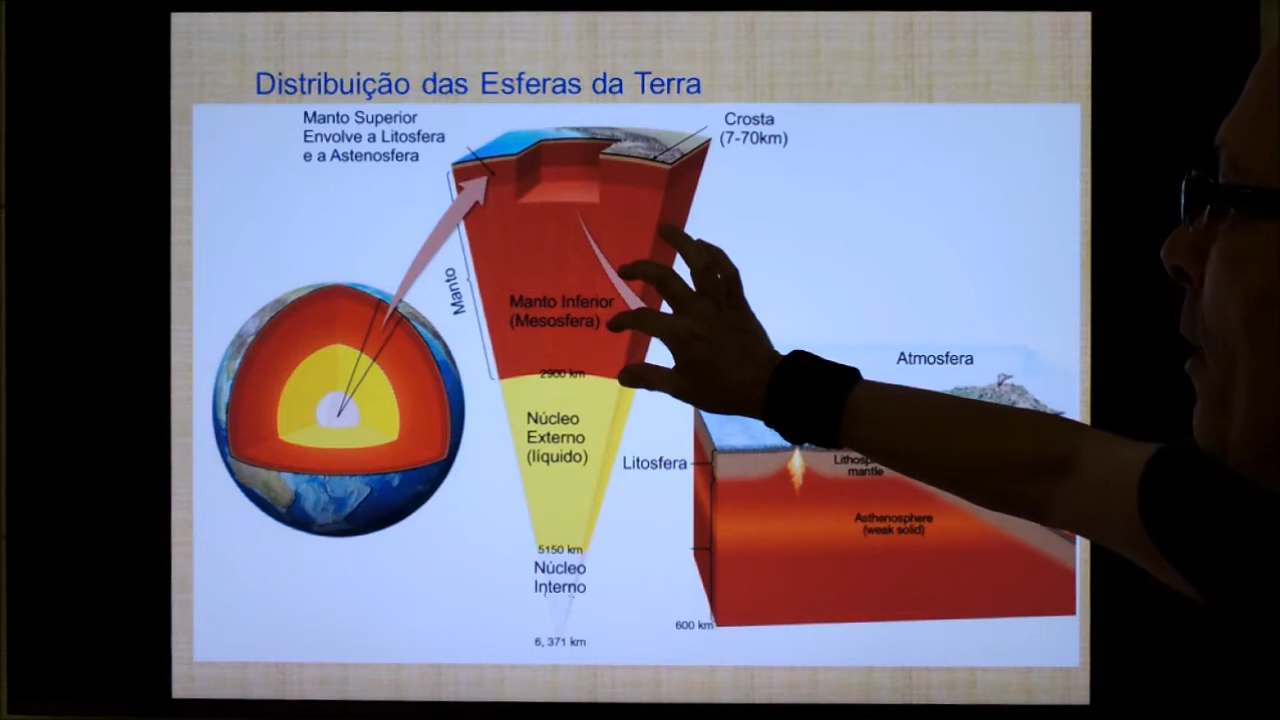 Distribuição das Esferas da Terra
Manto Superior
Envolve a Litosfera
e a Astenosfera
Crosta
(7-70km)
Manto
Manto Inferior
(Mesosfera)
2900 km
Núcleo
Externo
(líquido)
5150 km
Núcleo
Interno
6, 371 km
Atmosfera
Litosfera
mantle
Asthenosphere
(weak solid)
600 km